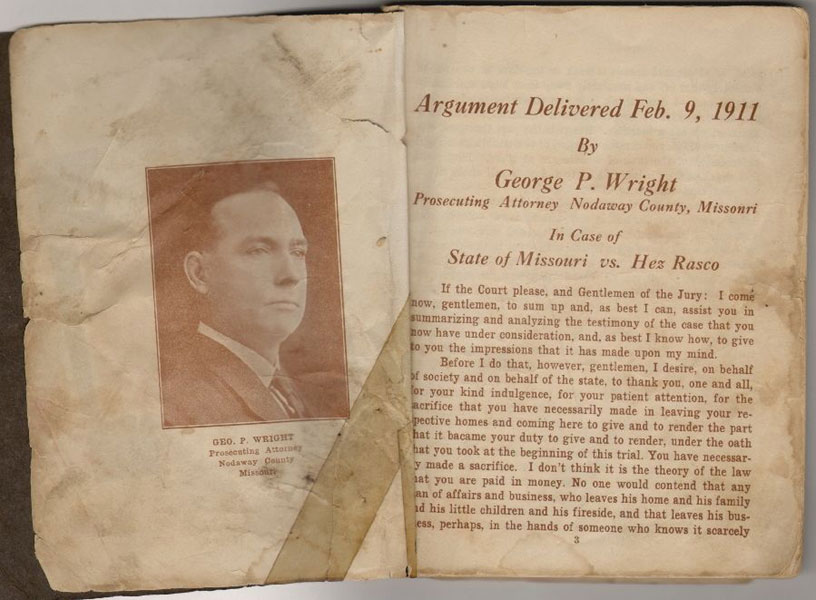 GEO. P. WRIGHT
Prosecuting Attorney
Nodaway County
Missouri
Argument Delivered Feb. 9, 1911
By
George P. Wright
Prosecuting Attorney Nodaway County, Missonri
In Case of
State of Missouri vs. Hez Rasco
If the Court please, and Gentlemen of the Jury: I come
now, gentlemen, to sum up and, as best I can, assist you in
summarizing and analyzing the testimony of the case that you
now have under consideration, and, as best I know how, to give
to you the impressions that it has made upon my mind.
Before I do that, however, gentlemen, I desire, on behalf
of society and on behalf of the state, to thank you, one and all,
for your kind indulgence, for your patient attention, for the
sacrifice that you have necessarily made in leaving your re-
spective homes and coming here to give and to render the part
that it bacame your duty to give and to render, under the oath
that you took at the beginning of this trial. You have necessar-
ly made a sacrifice. I don't think it is the theory of the law
hat you are paid in money. No one would contend that any
an of affairs and business, who leaves his home and his family
nd his little children and his fireside, and that leaves his bus-
ess, perhaps, in the hands of someone who knows it scarcely
3